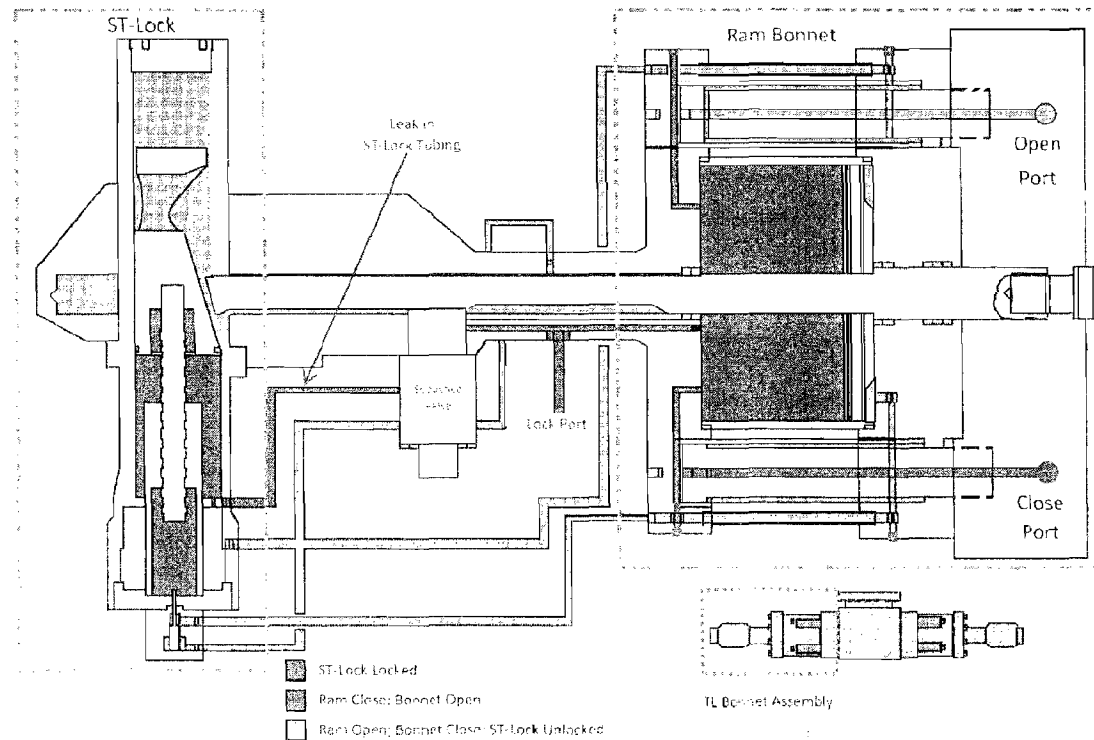 ST-Lock
Ram Bonnet
Leak in
ST-Lock Tubing
Open
Port
Lock Port
Close
Port
ST-Lock Locked
Ram Close; Bonnet Open
Ram Open; Bonnet Close; ST-Lock Unlocked
TL Bonnet Assembly